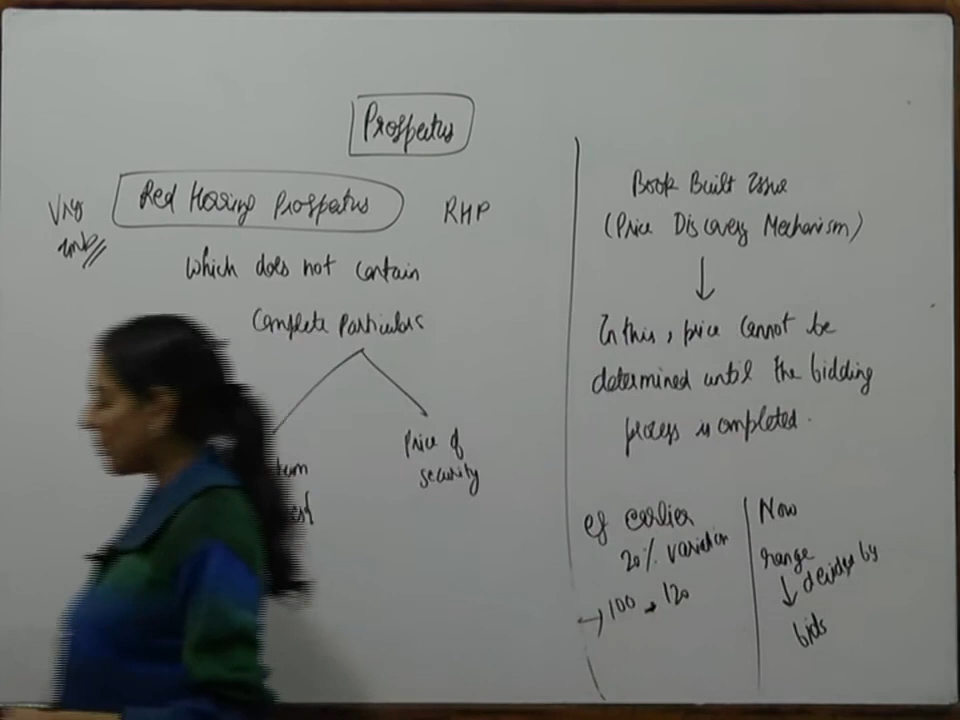 Prospectus
Red Herring Prospectus
RHP
Very
imp
which does not contain
Complete Particulars
Price of
security
Book Built Issue
(Price Discovery Mechanism)
In this, price cannot be
determined until the bidding
process is completed.
eg earlier
20% variation
→ 100 → 120
Now
range
decided by
bids